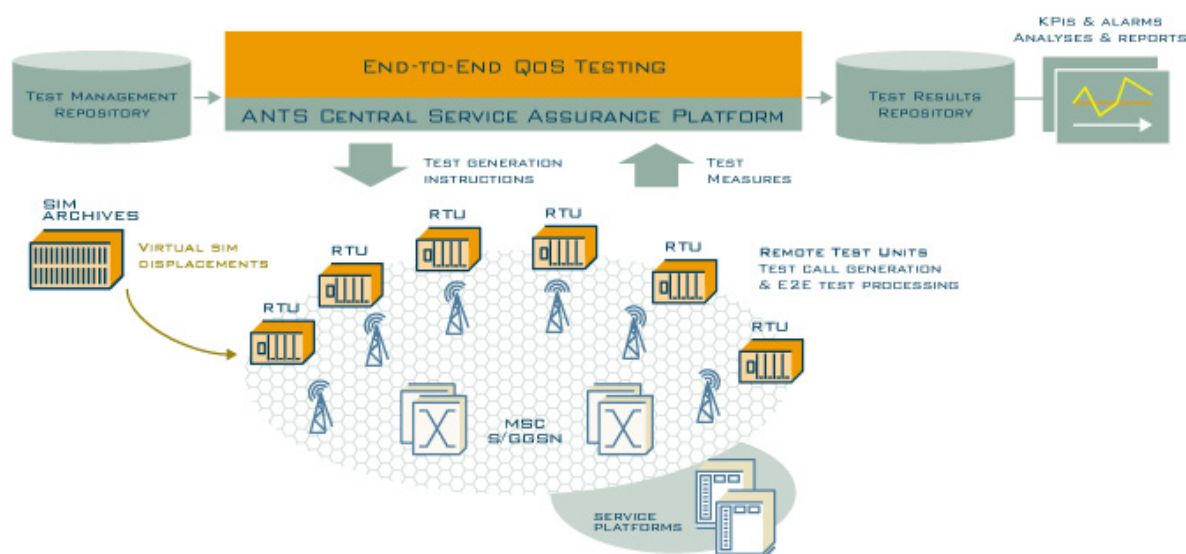 KPIs & ALARMS
ANALYSES & REPORTS
END-TO-END QOS TESTING
TEST MANAGEMENT
REPOSITORY
ANTS CENTRAL SERVICE ASSURANCE PLATFORM
TEST RESULTS
REPOSITORY
TEST GENERATION
INSTRUCTIONS
TEST
MEASURES
SIM
ARCHIVES
VIRTUAL SIM
DISPLACEMENTS
RTU
RTU
RTU
RTU
RTU
RTU
REMOTE TEST UNITS
TEST CALL GENERATION
& E2E TEST PROCESSING
MSC
S/GGSN
SERVICE
PLATFORMS